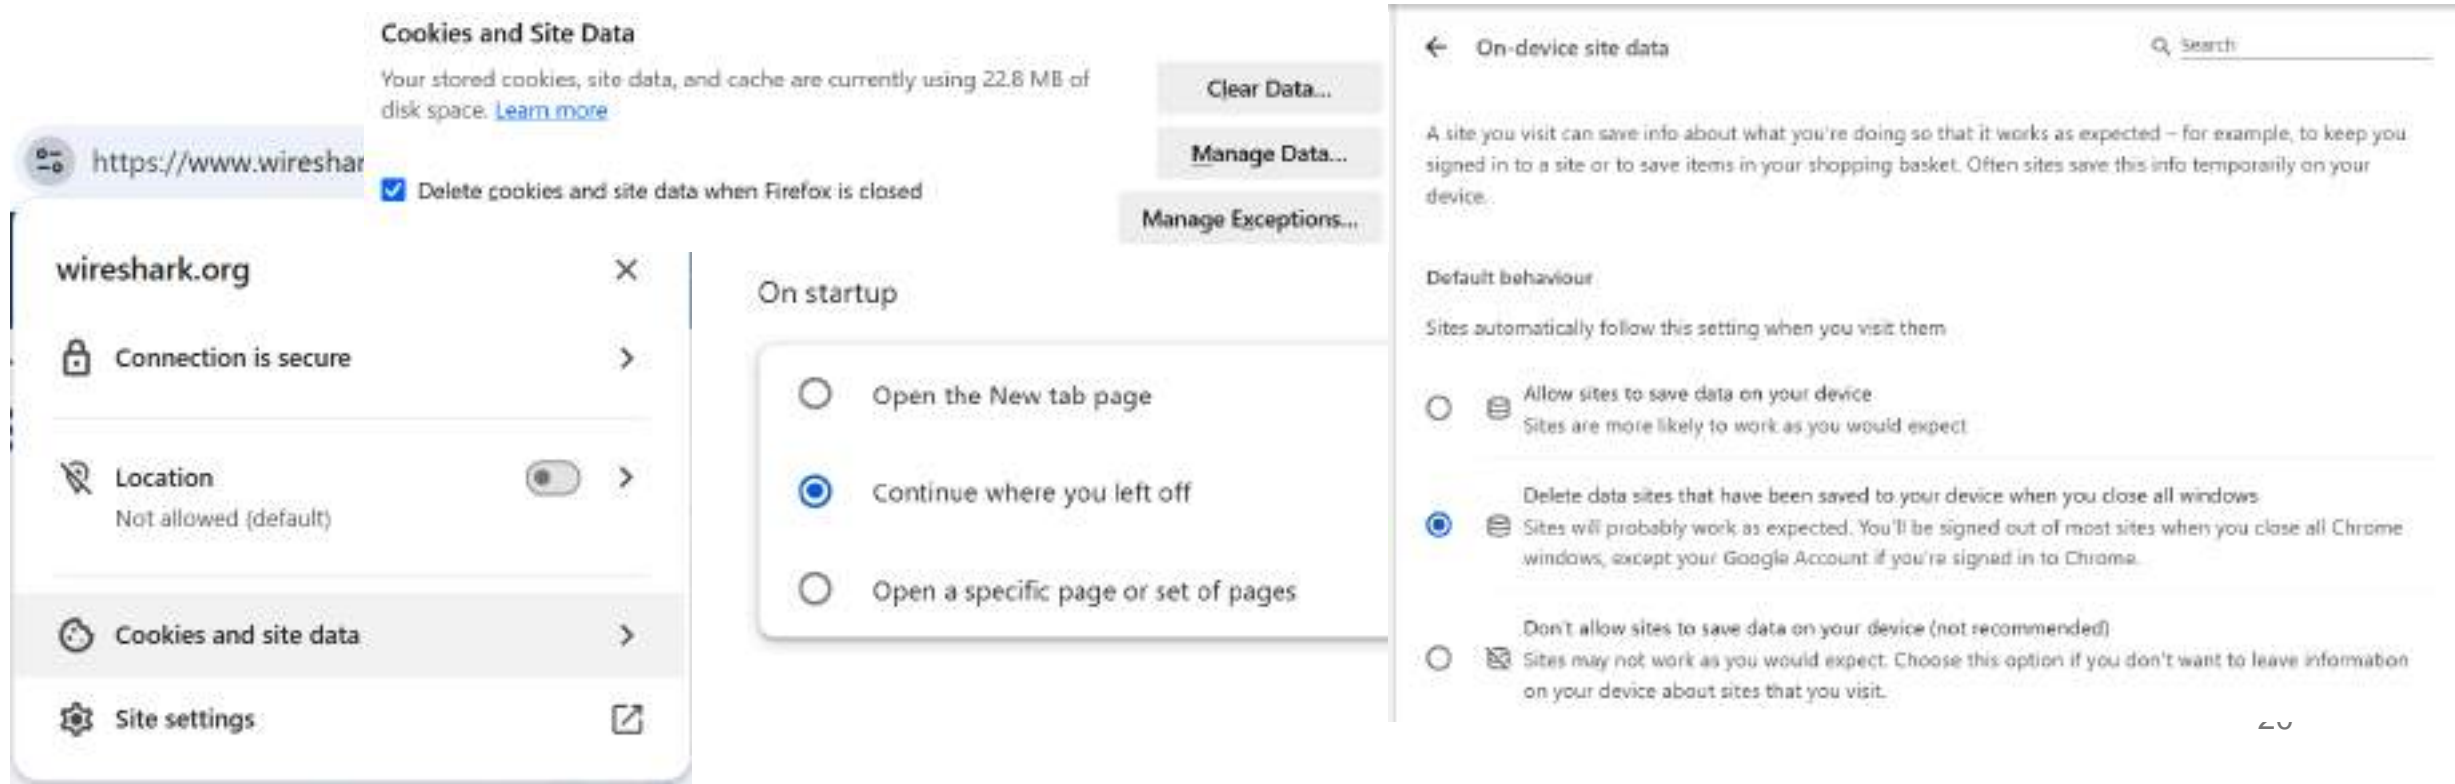 Cookies and Site Data
Your stored cookies, site data, and cache are currently using 22.8 MB of
disk space. Learn more
Clear Data...
Manage Data...
Delete cookies and site data when Firefox is closed
Manage Exceptions...
https://www.wireshar
wireshark.org
Connection is secure
Location
Not allowed (default)
Cookies and site data
Site settings
On startup
Open the New tab page
Continue where you left off
Open a specific page or set of pages
On-device site data
Search
A site you visit can save info about what you're doing so that it works as expected – for example, to keep you
signed in to a site or to save items in your shopping basket. Often sites save this info temporarily on your
device.
Default behaviour
Sites automatically follow this setting when you visit them
Allow sites to save data on your device
Sites are more likely to work as you would expect
Delete data sites that have been saved to your device when you close all windows
Sites will probably work as expected. You'll be signed out of most sites when you close all Chrome
windows, except your Google Account if you're signed in to Chrome.
Don't allow sites to save data on your device (not recommended)
Sites may not work as you would expect. Choose this option if you don't want to leave information
on your device about sites that you visit.